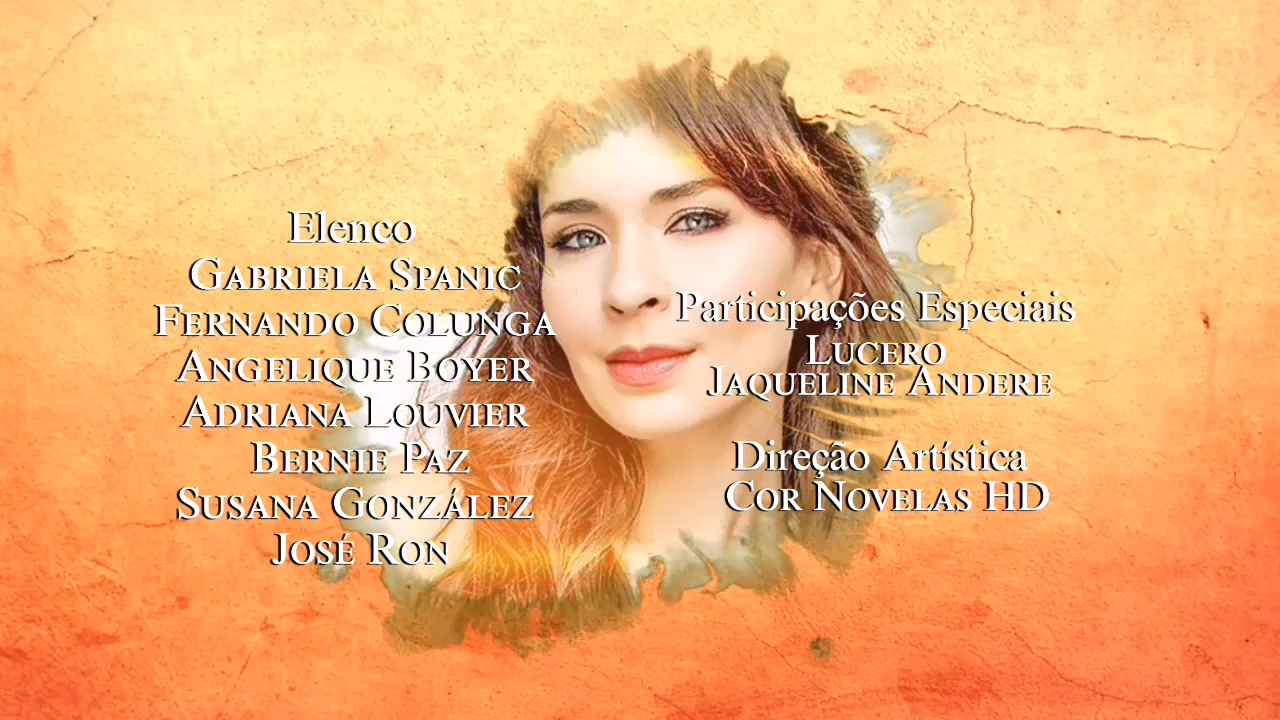 Elenco
Gabriela Spanic
Fernando Colunga
Angelique Boyer
Adriana Louvier
Bernie Paz
Susana González
José Ron
Participações Especiais
Lucero
Jaqueline Andere
Direção Artística
Cor Novelas HD